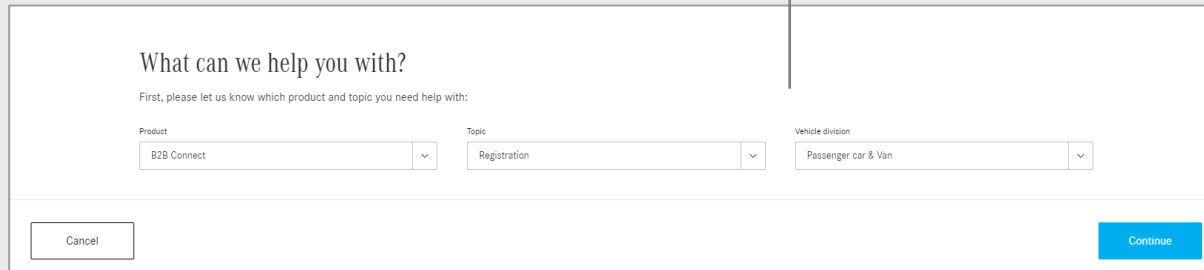 What can we help you with?
First, please let us know which product and topic you need help with:
Product Topic Vehicle division
B2B Connect Registration Passenger car & Van
Cancel Continue